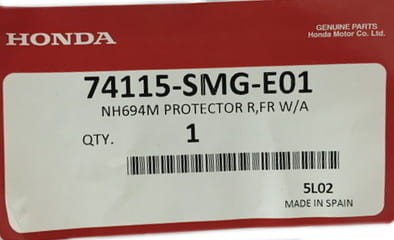 HONDA
GENUINE PARTS
Honda Motor Co. Ltd.
74115-SMG-E01
NH694M PROTECTOR R,FR W/A
QTY. 1
5L02
MADE IN SPAIN